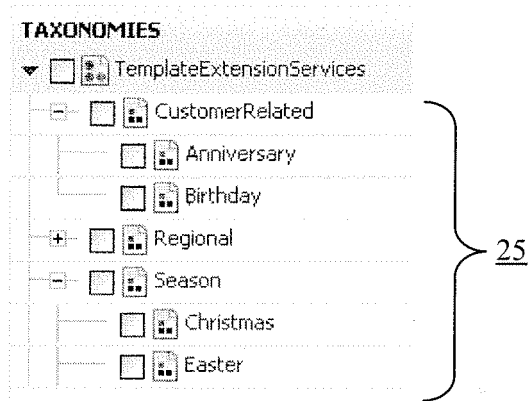 TAXONOMIES
TemplateExtensionServices
CustomerRelated
Anniversary
Birthday
Regional
25
Season
Christmas
Easter